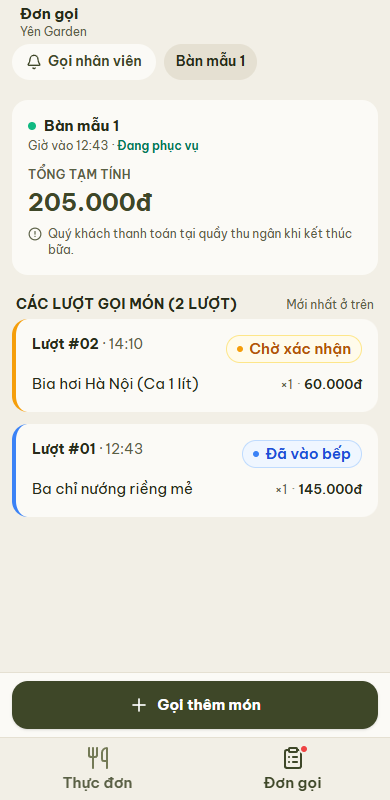 Đơn gọi
Yên Garden
Gọi nhân viên
Bàn mẫu 1
Bàn mẫu 1
Giờ vào 12:43 · Đang phục vụ
TỔNG TẠM TÍNH
205.000đ
Quý khách thanh toán tại quầy thu ngân khi kết thúc
bữa.
CÁC LƯỢT GỌI MÓN (2 LƯỢT)
Mới nhất ở trên
Lượt #02 · 14:10
Chờ xác nhận
Bia hơi Hà Nội (Ca 1 lít)
×1 · 60.000đ
Lượt #01 · 12:43
Đã vào bếp
Ba chỉ nướng riềng mẻ
×1 · 145.000đ
Gọi thêm món
Thực đơn
Đơn gọi